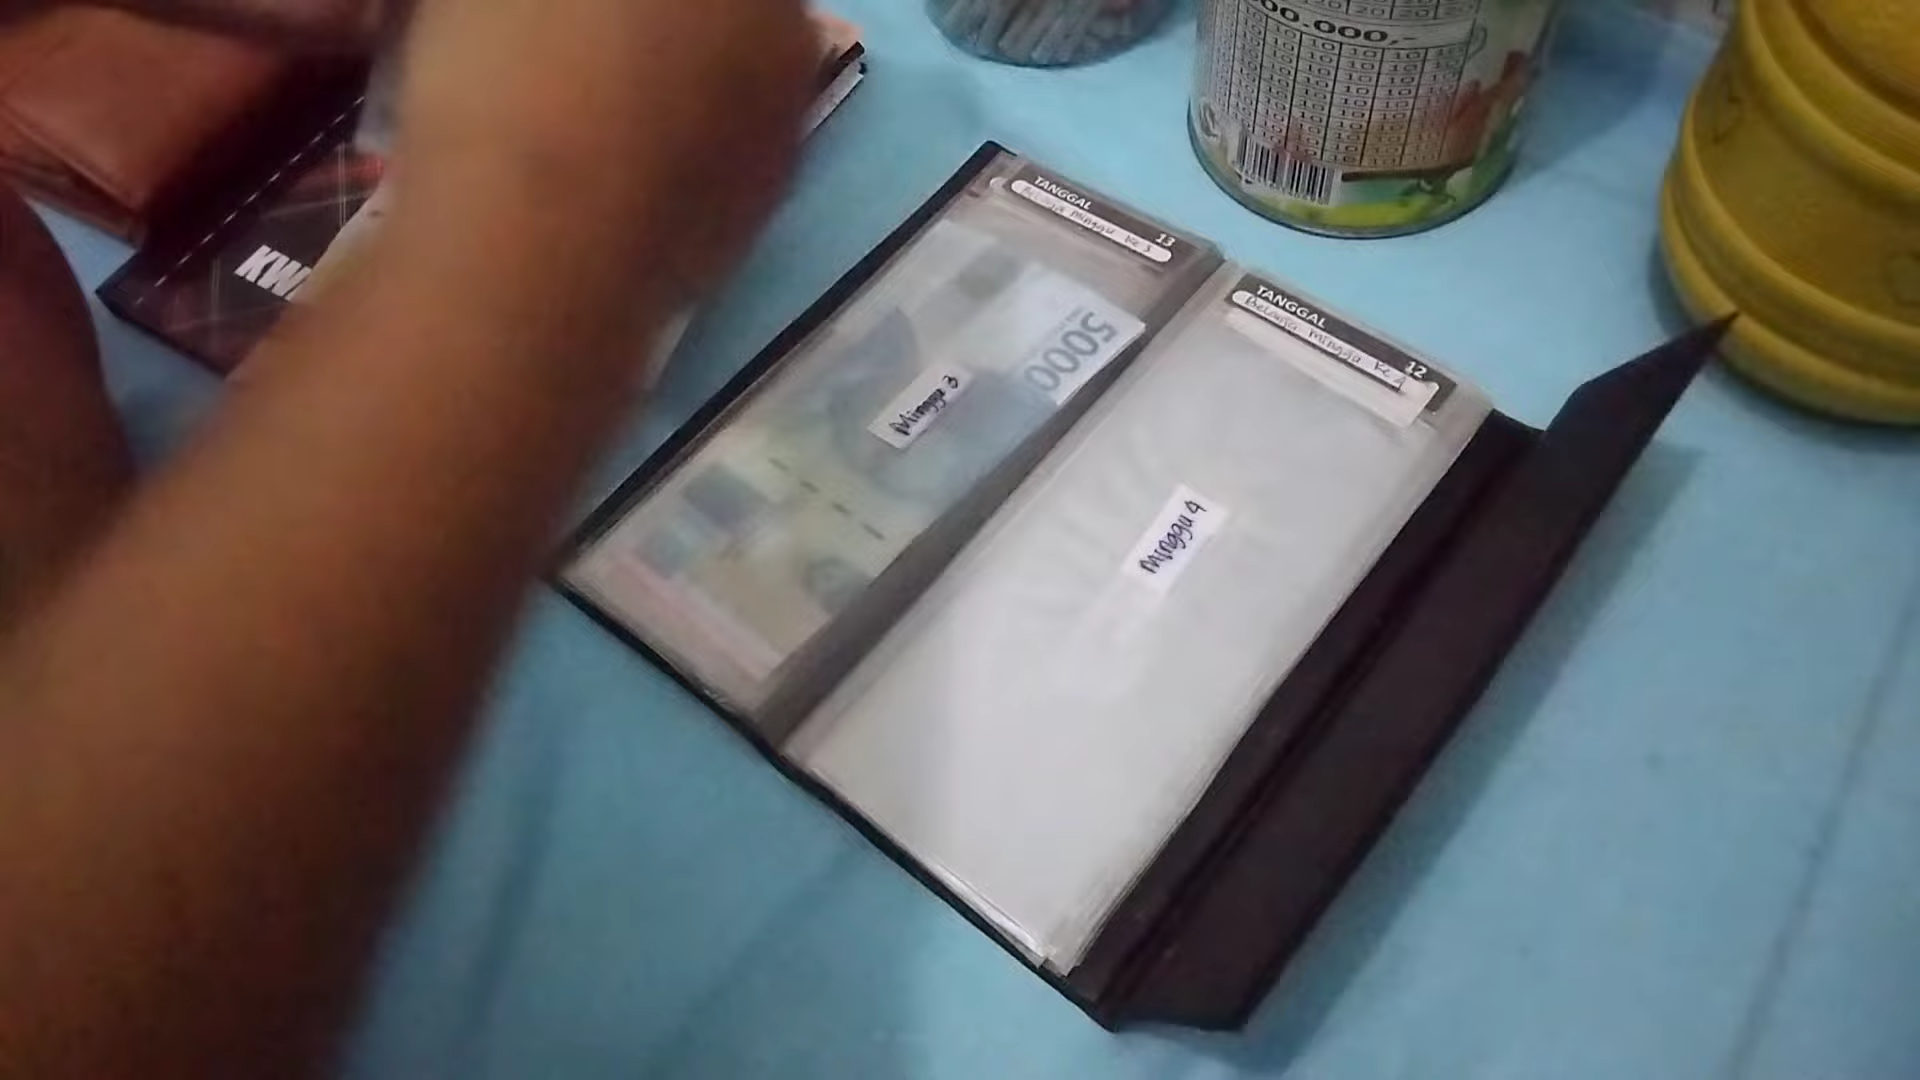 00.000,-
TANGGAL
13
Belanja Minggu Ke 3
Minggu 3
5000
TANGGAL
12
Belanja Minggu Ke 4
Minggu 4
KW